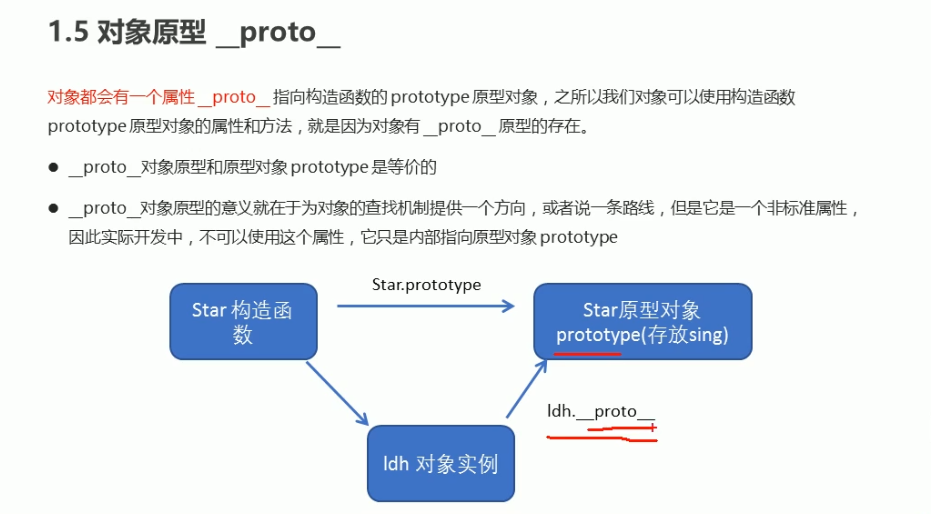 1.5 对象原型 __proto__
对象都会有一个属性 __proto__ 指向构造函数的 prototype 原型对象，之所以我们对象可以使用构造函数
prototype 原型对象的属性和方法，就是因为对象有 __proto__ 原型的存在。
● __proto__对象原型和原型对象 prototype 是等价的
● __proto__对象原型的意义就在于为对象的查找机制提供一个方向，或者说一条路线，但是它是一个非标准属性，
因此实际开发中，不可以使用这个属性，它只是内部指向原型对象 prototype
Star.prototype
Star 构造函
数
Star原型对象
prototype(存放sing)
ldh.__proto__
ldh 对象实例